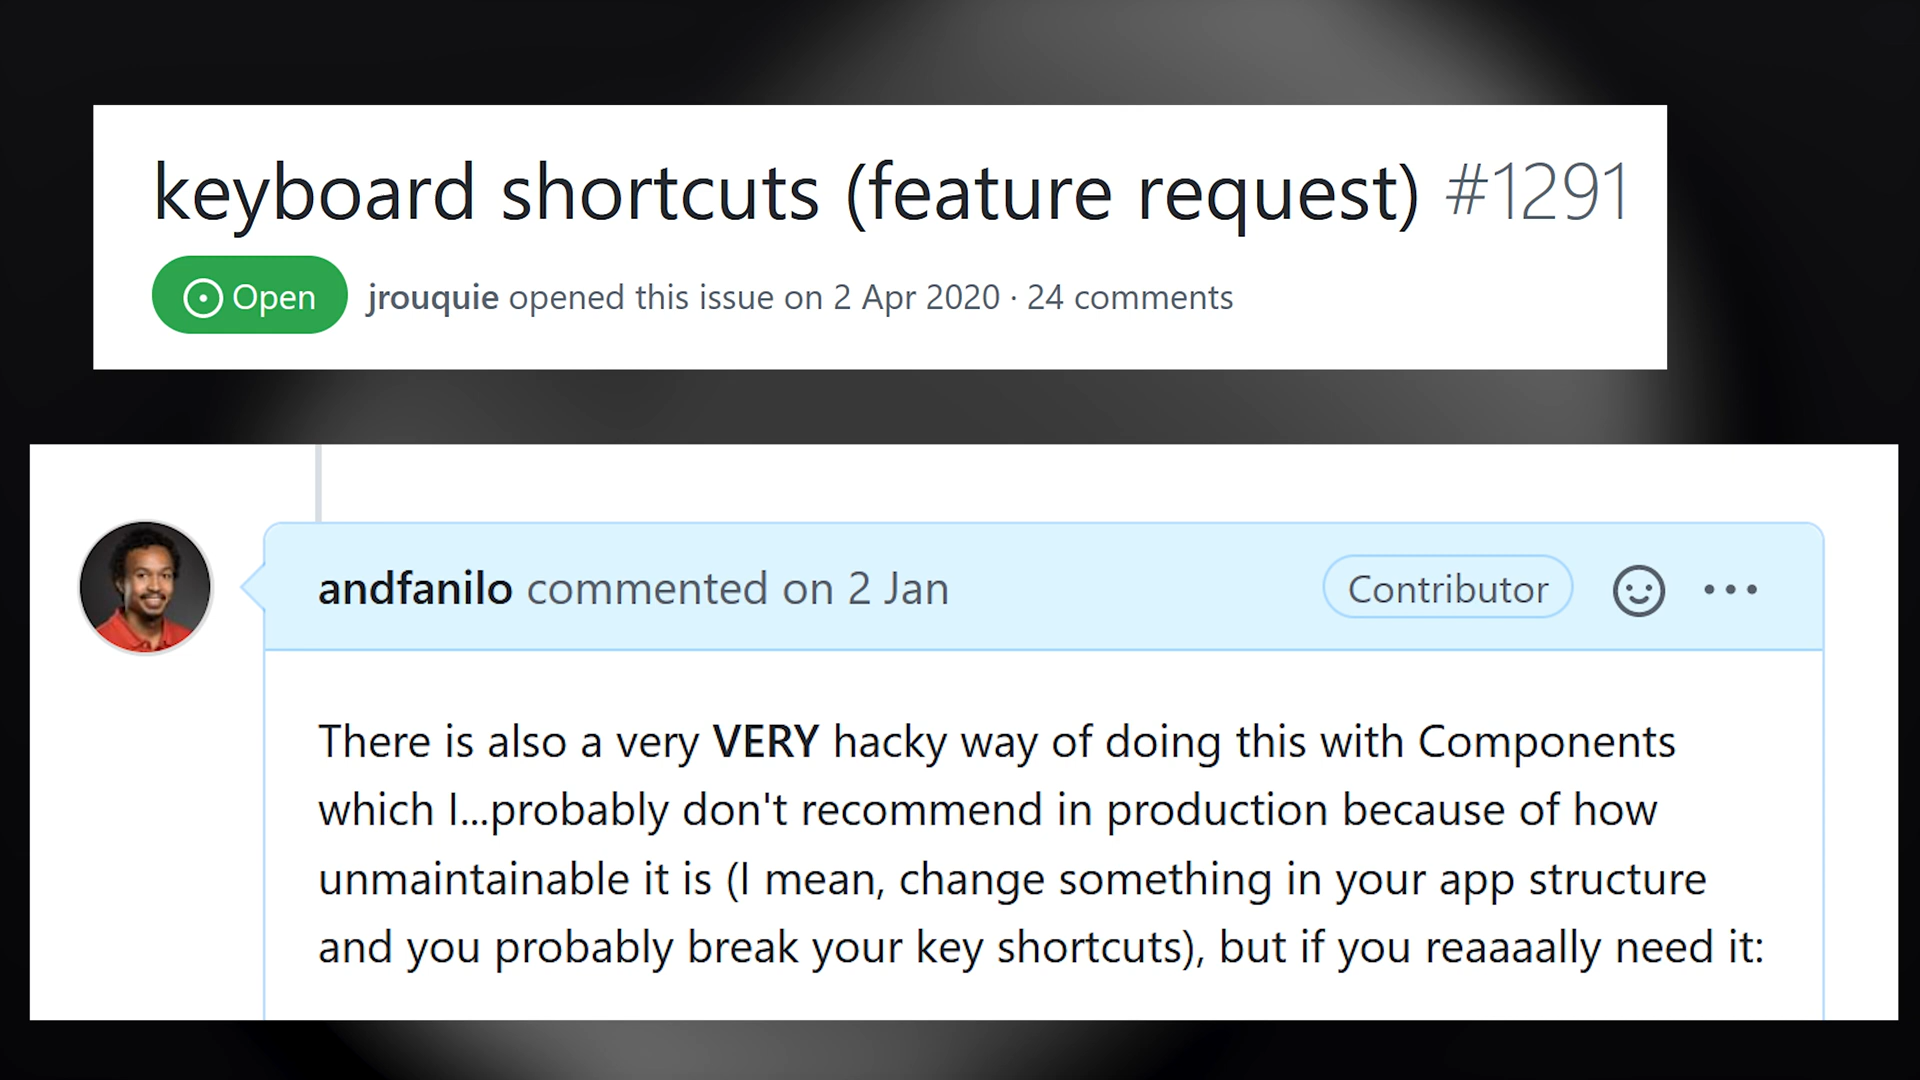 keyboard shortcuts (feature request) #1291
Open jrouquie opened this issue on 2 Apr 2020 · 24 comments
andfanilo commented on 2 Jan Contributor
There is also a very VERY hacky way of doing this with Components
which I...probably don't recommend in production because of how
unmaintainable it is (I mean, change something in your app structure
and you probably break your key shortcuts), but if you reaaaally need it: